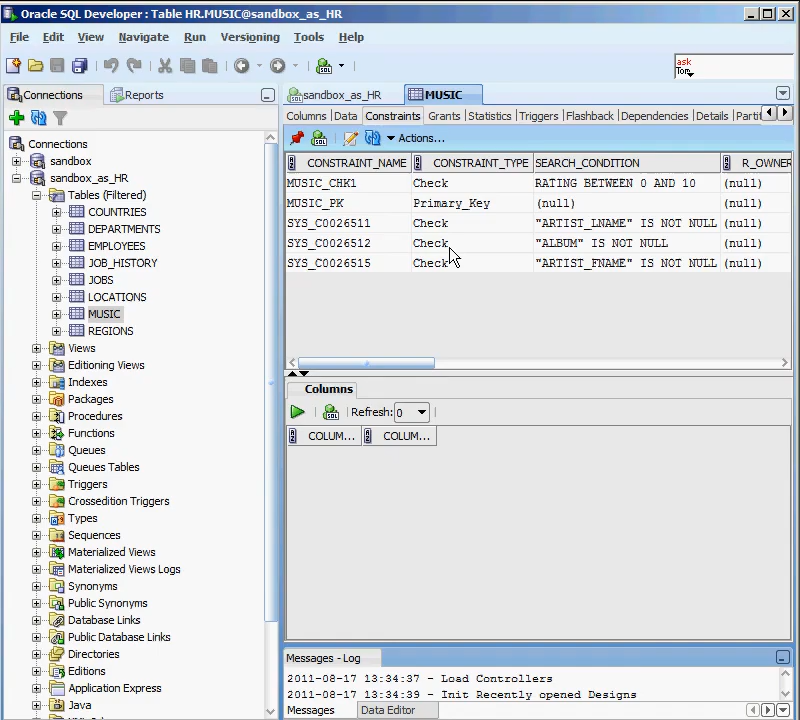 Oracle SQL Developer : Table HR.MUSIC@sandbox_as_HR
File Edit View Navigate Run Versioning Tools Help
ask
Tom
Connections Reports
sandbox_as_HR MUSIC
Columns Data Constraints Grants Statistics Triggers Flashback Dependencies Details Parti
SQL Actions...
Connections
sandbox
sandbox_as_HR
Tables (Filtered)
COUNTRIES
DEPARTMENTS
EMPLOYEES
JOB_HISTORY
JOBS
LOCATIONS
MUSIC
REGIONS
Views
Editioning Views
Indexes
Packages
Procedures
Functions
Queues
Queues Tables
Triggers
Crossedition Triggers
Types
Sequences
Materialized Views
Materialized Views Logs
Synonyms
Public Synonyms
Database Links
Public Database Links
Directories
Editions
Application Express
Java
CONSTRAINT_NAME CONSTRAINT_TYPE SEARCH_CONDITION R_OWNER
MUSIC_CHK1 Check RATING BETWEEN 0 AND 10 (null)
MUSIC_PK Primary_Key (null) (null)
SYS_C0026511 Check "ARTIST_LNAME" IS NOT NULL (null)
SYS_C0026512 Check "ALBUM" IS NOT NULL (null)
SYS_C0026515 Check "ARTIST_FNAME" IS NOT NULL (null)
Columns
SQL Refresh: 0
COLUM... COLUM...
Messages - Log
2011-08-17 13:34:37 - Load Controllers
2011-08-17 13:34:39 - Init Recently opened Designs
Messages Data Editor